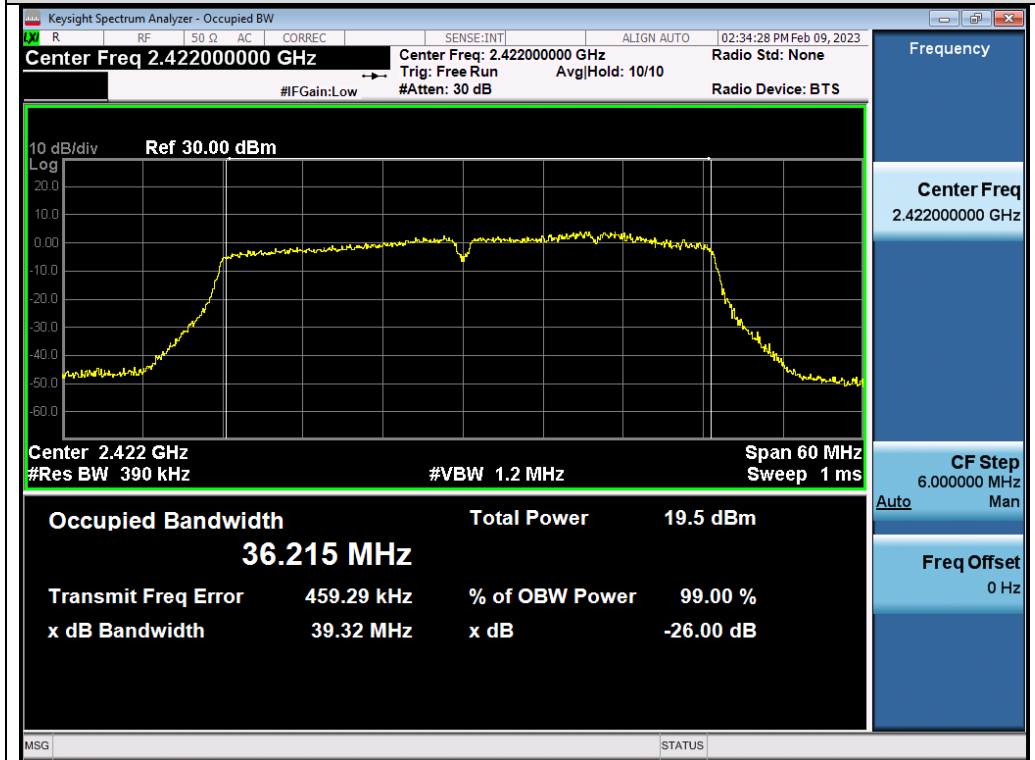 Keysight Spectrum Analyzer - Occupied BW
LXI R RF 50 Ω AC CORREC SENSE:INT ALIGN AUTO 02:34:28 PM Feb 09, 2023
Center Freq 2.422000000 GHz
Center Freq: 2.422000000 GHz
Radio Std: None
Trig: Free Run Avg|Hold: 10/10
#IFGain:Low
#Atten: 30 dB
Radio Device: BTS
10 dB/div Ref 30.00 dBm
Log
20.0
10.0
0.00
-10.0
-20.0
-30.0
-40.0
-50.0
-60.0
Center 2.422 GHz Span 60 MHz
#Res BW 390 kHz #VBW 1.2 MHz Sweep 1 ms
Occupied Bandwidth Total Power 19.5 dBm
36.215 MHz
Transmit Freq Error 459.29 kHz % of OBW Power 99.00 %
x dB Bandwidth 39.32 MHz x dB -26.00 dB
Frequency
Center Freq
2.422000000 GHz
CF Step
6.000000 MHz
Auto Man
Freq Offset
0 Hz
MSG STATUS